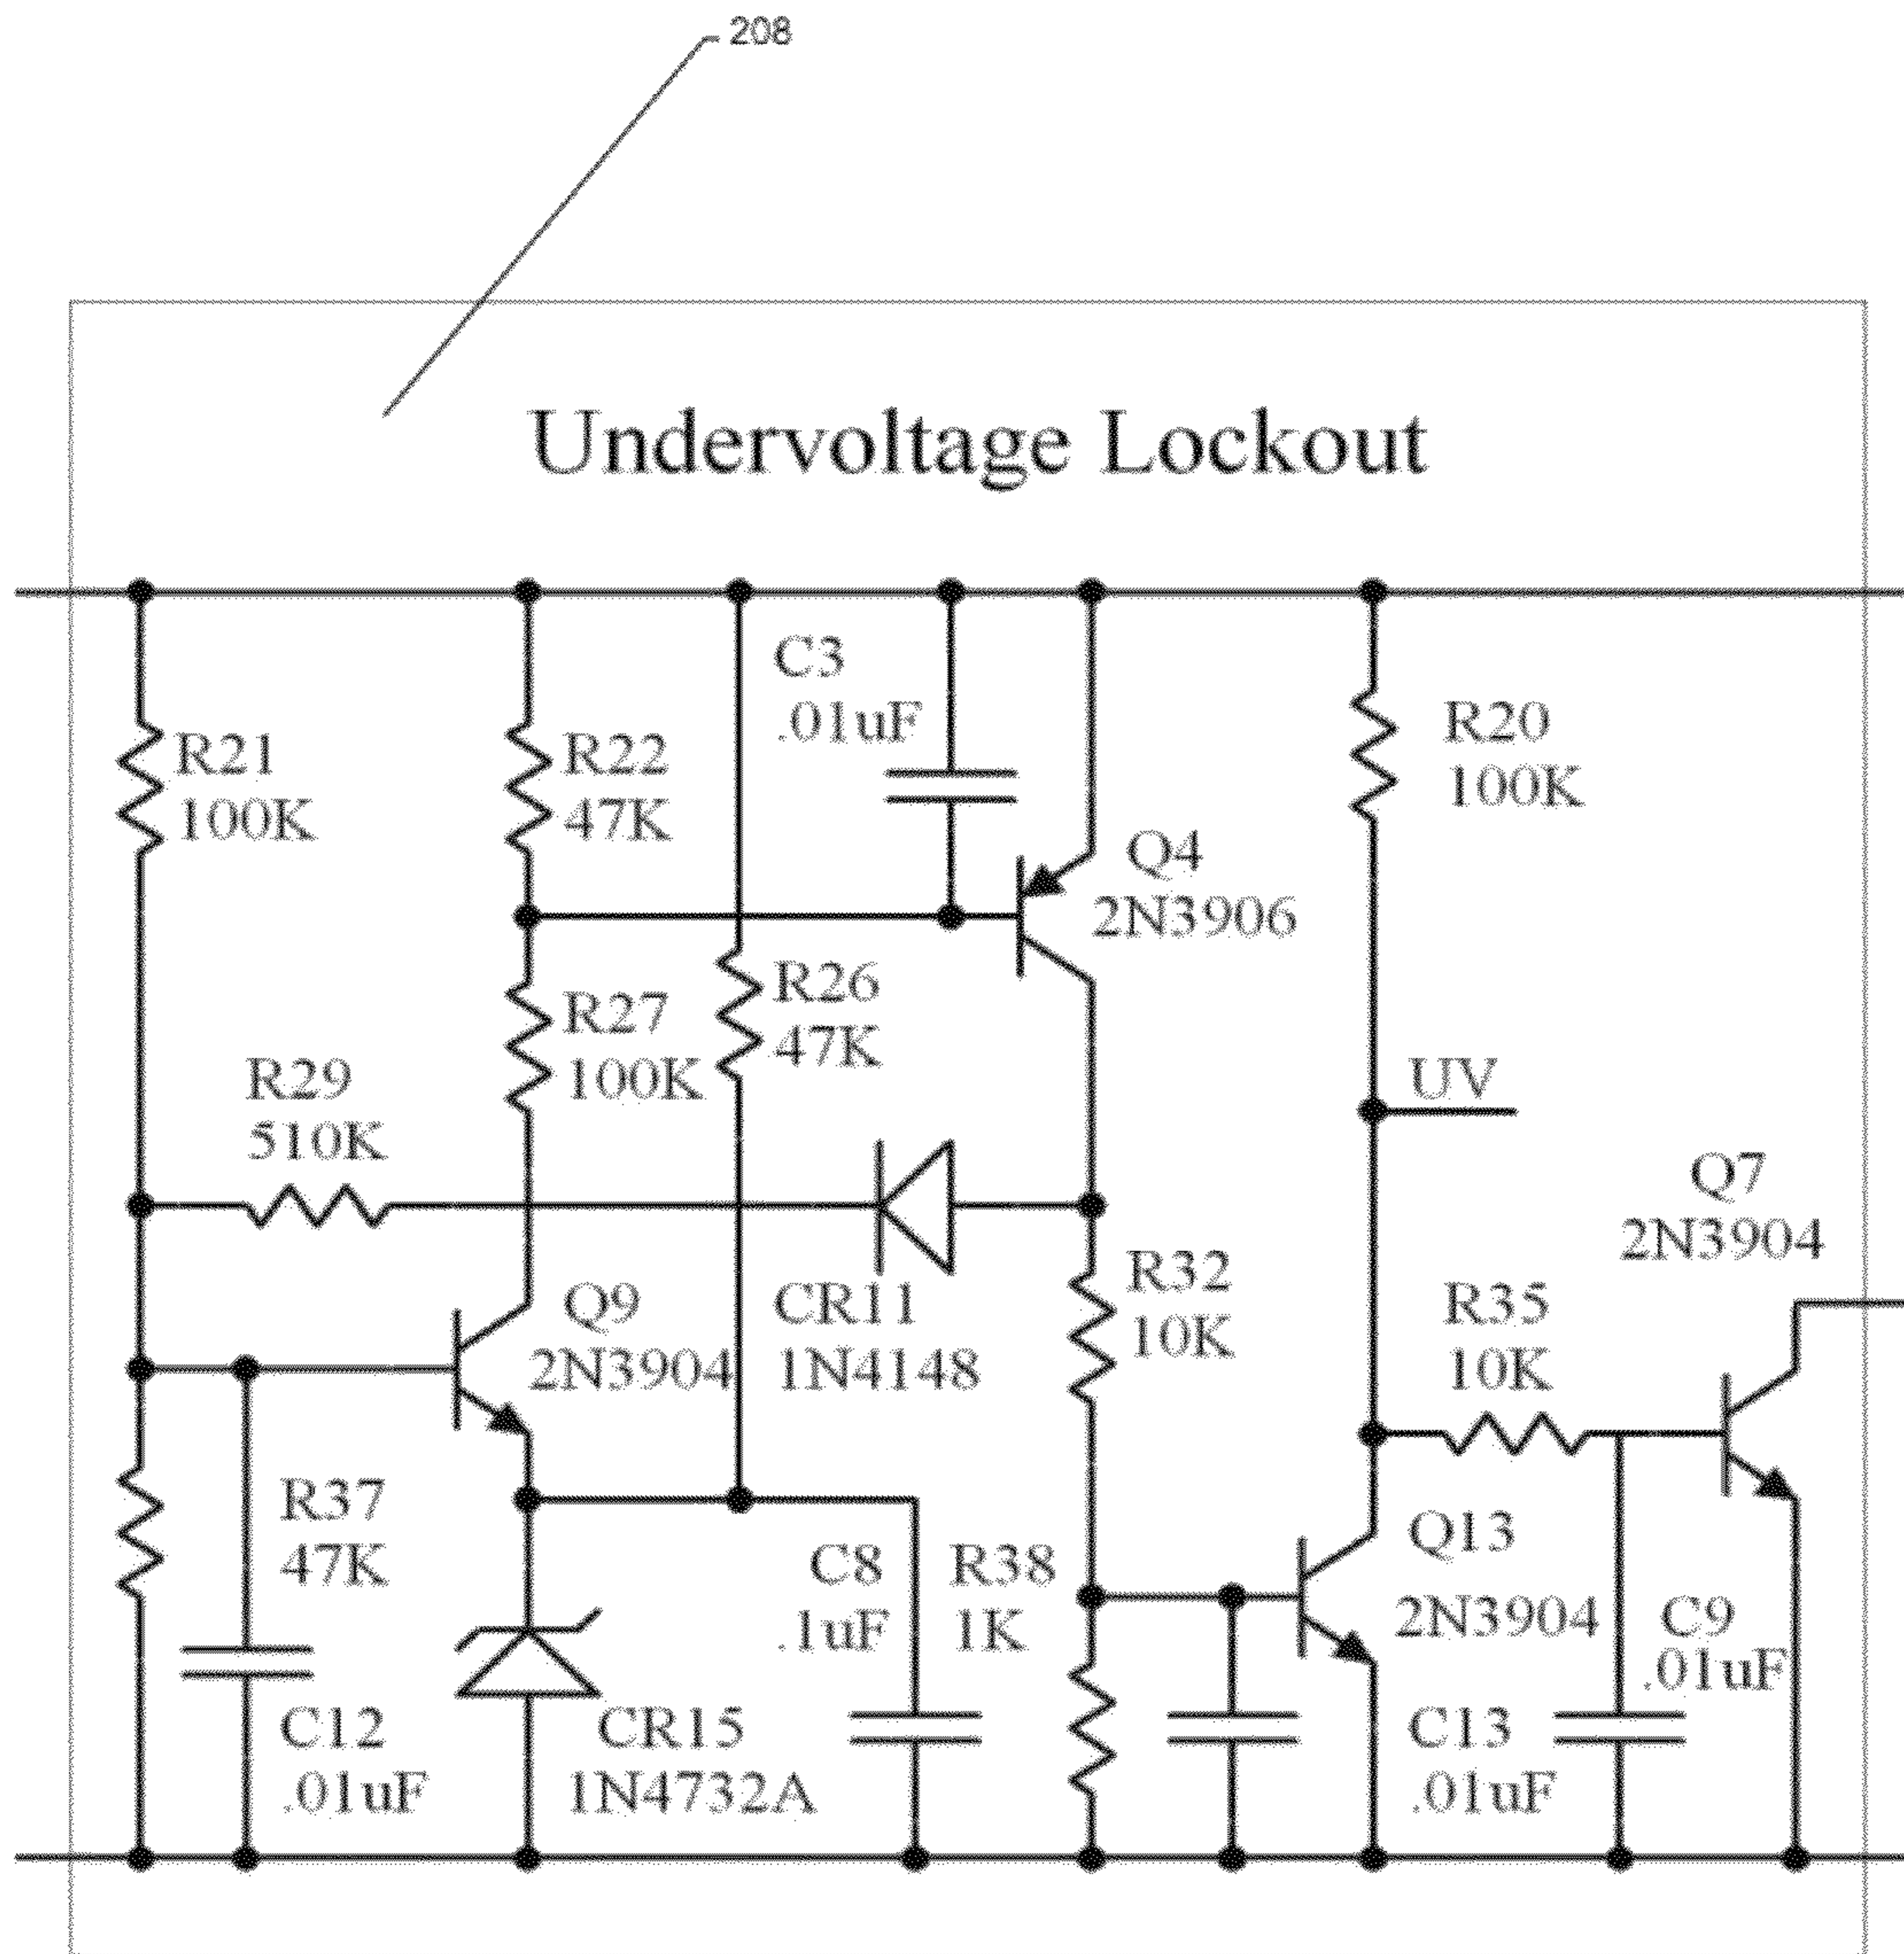 208
Undervoltage Lockout
C3
.01uF
R21
100K
R22
47K
R20
100K
Q4
2N3906
R26
47K
R27
100K
R29
510K
UV
Q7
2N3904
R32
10K
Q9
2N3904
CR11
1N4148
R35
10K
R37
47K
C8
.1uF
R38
1K
Q13
2N3904
C9
.01uF
C12
.01uF
CR15
1N4732A
C13
.01uF